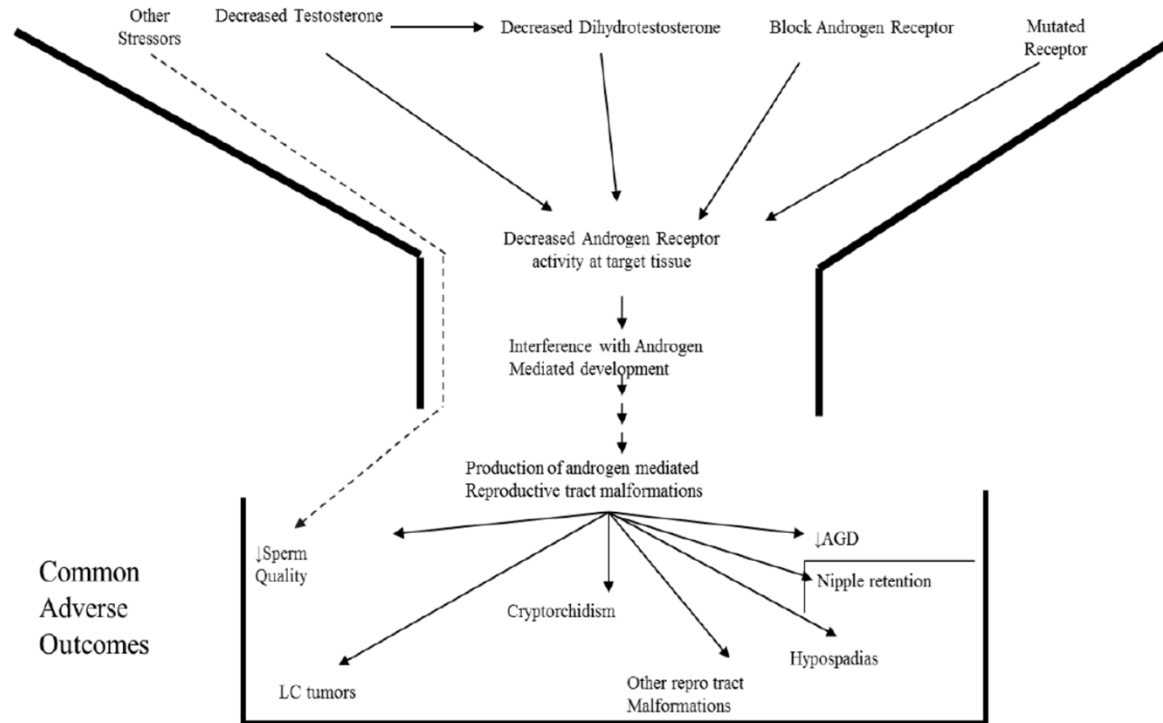 Other
Stressors
Decreased Testosterone
Decreased Dihydrotestosterone
Block Androgen Receptor
Mutated
Receptor
Decreased Androgen Receptor
activity at target tissue
Interference with Androgen
Mediated development
Production of androgen mediated
Reproductive tract malformations
↓Sperm
Quality
↓AGD
Nipple retention
Cryptorchidism
Hypospadias
LC tumors
Other repro tract
Malformations
Common
Adverse
Outcomes